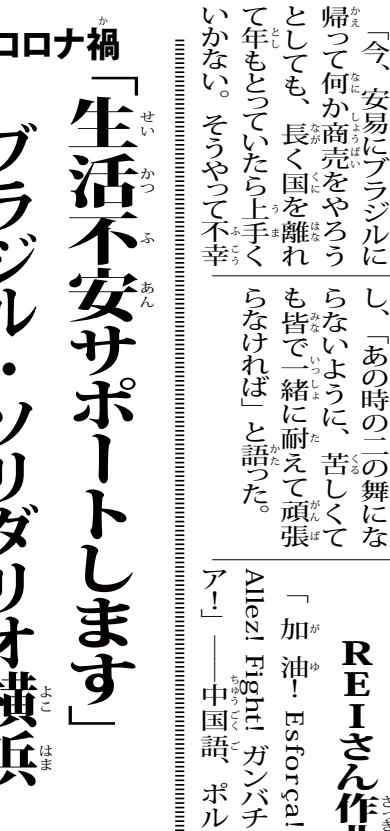 「今、安易にブラジルに
帰って何か商売をやろう
としても、長く国を離れ
て年もとっていたら上手く
いかない。そうやって不幸
し、「あの時の二の舞にな
らないように、苦しくて
も皆で一緒に耐えて頑張
らなければ」と語った。
REIさん作
「加油! Esforça!
Allez! Fight! ガンバチ
ア!」――中国語、ポル
コロナ禍
「生活不安サポートします」
ブラジル・ソリダリオ横浜